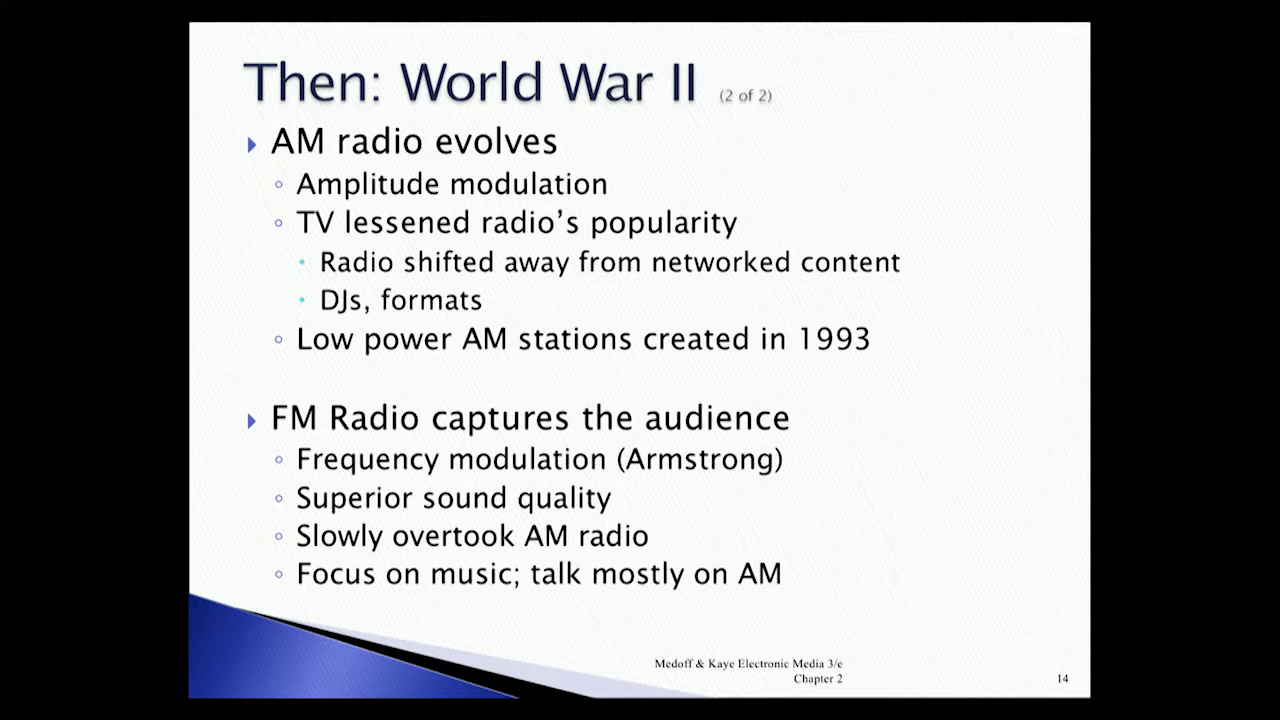 Then: World War II (2 of 2)
AM radio evolves
Amplitude modulation
TV lessened radio's popularity
Radio shifted away from networked content
DJs, formats
Low power AM stations created in 1993
FM Radio captures the audience
Frequency modulation (Armstrong)
Superior sound quality
Slowly overtook AM radio
Focus on music; talk mostly on AM
Medoff & Kaye Electronic Media 3/e
Chapter 2
14